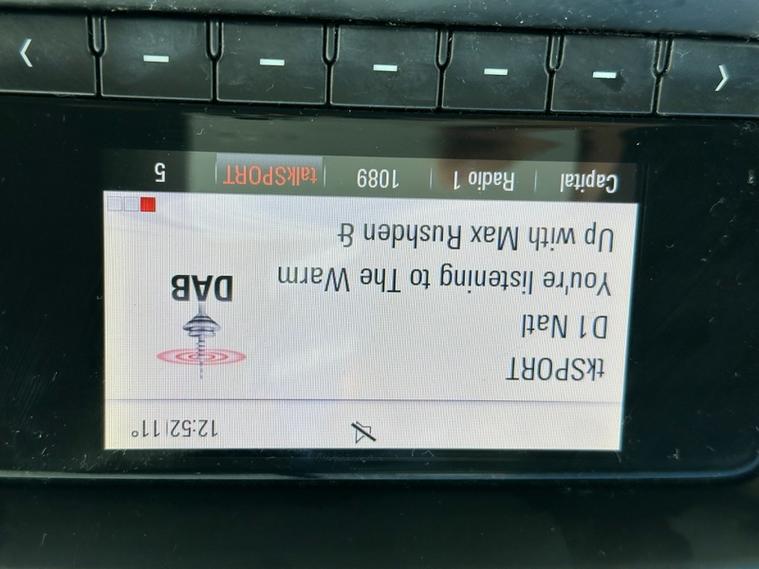 12:52 11°
tkSPORT
D1 Natl
You're listening to The Warm
Up with Max Rushden &
DAB
Capital Radio 1 1089 talkSPORT 5